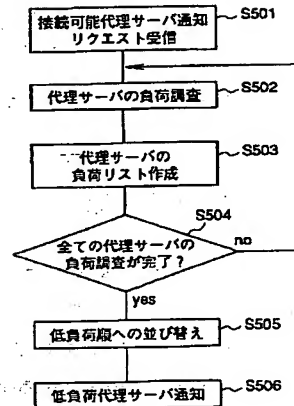 接続可能代理サーバ通知
リクエスト受信
S501
代理サーバの負荷調査
S502
代理サーバの
負荷リスト作成
S503
S504
全ての代理サーバの
負荷調査が完了？
no
yes
低負荷順への並び替え
S505
低負荷代理サーバ通知
S506